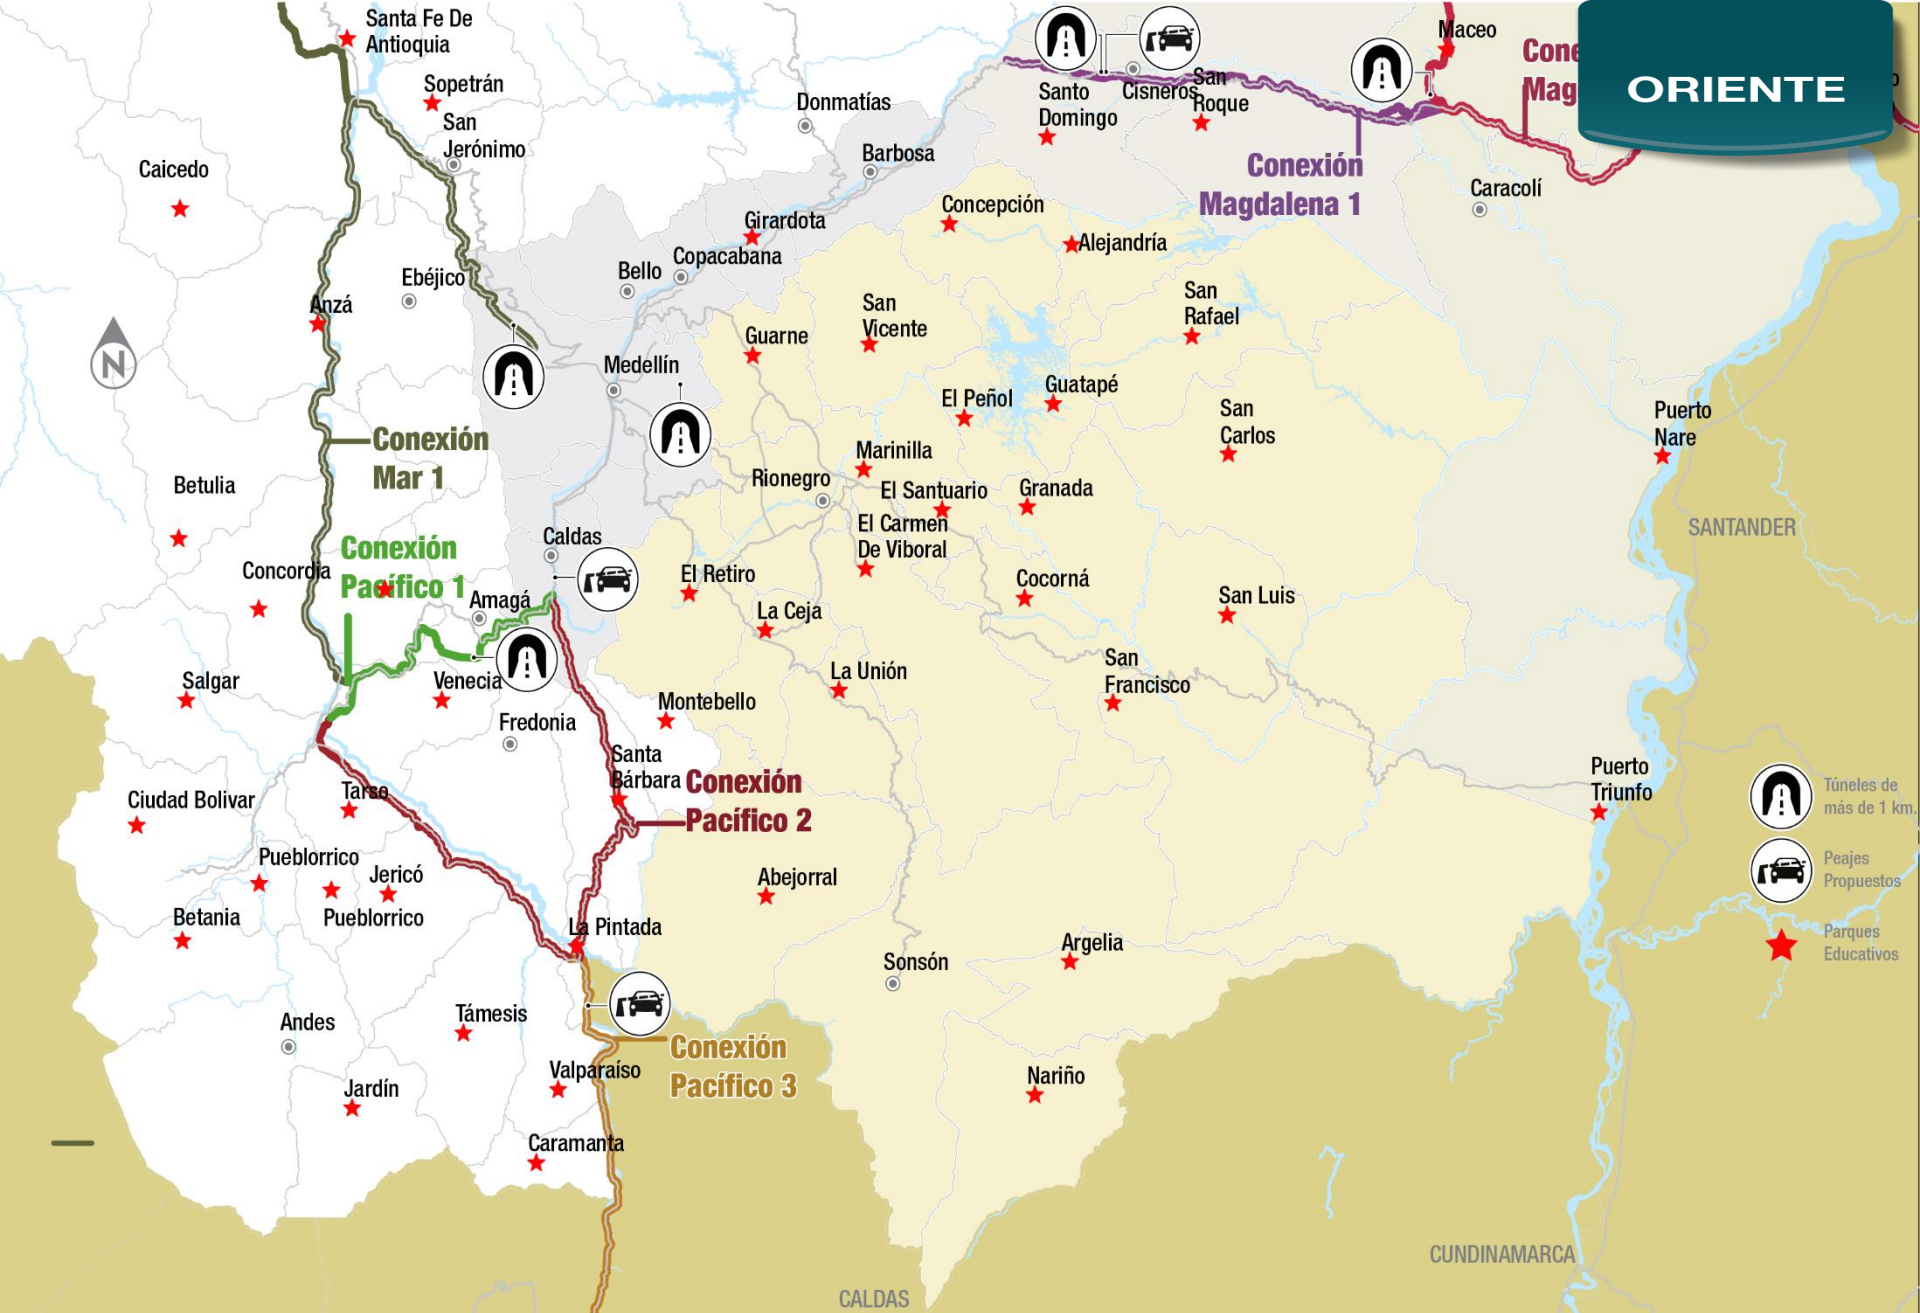 Santa Fe De
Antioquia
Maceo
Cone
Mag
ORIENTE
Sopetrán
San
Jerónimo
Donmatías
Santo
Domingo
Cisneros
San
Roque
Barbosa
Caicedo
Conexión
Magdalena 1
Caracolí
Concepción
Girardota
Alejandría
Copacabana
Bello
Ebéjico
Anzá
San
Vicente
San
Rafael
Guarne
N
Medellín
El Peñol
Guatapé
San
Carlos
Puerto
Nare
Conexión
Mar 1
Marinilla
Rionegro
El Santuario
Granada
Betulia
El Carmen
De Viboral
SANTANDER
Caldas
Conexión
Pacífico 1
Concordia
El Retiro
Cocorná
San Luis
Amagá
La Ceja
La Unión
San
Francisco
Salgar
Venecia
Montebello
Fredonia
Santa
Bárbara
Conexión
Pacífico 2
Puerto
Triunfo
Túneles de
más de 1 km.
Ciudad Bolivar
Tarso
Pueblorrico
Jericó
Pueblorrico
Abejorral
Peajes
Propuestos
Betania
La Pintada
Argelia
Parques
Educativos
Sonsón
Andes
Támesis
Conexión
Pacífico 3
Valparaíso
Jardín
Nariño
Caramanta
CUNDINAMARCA
CALDAS